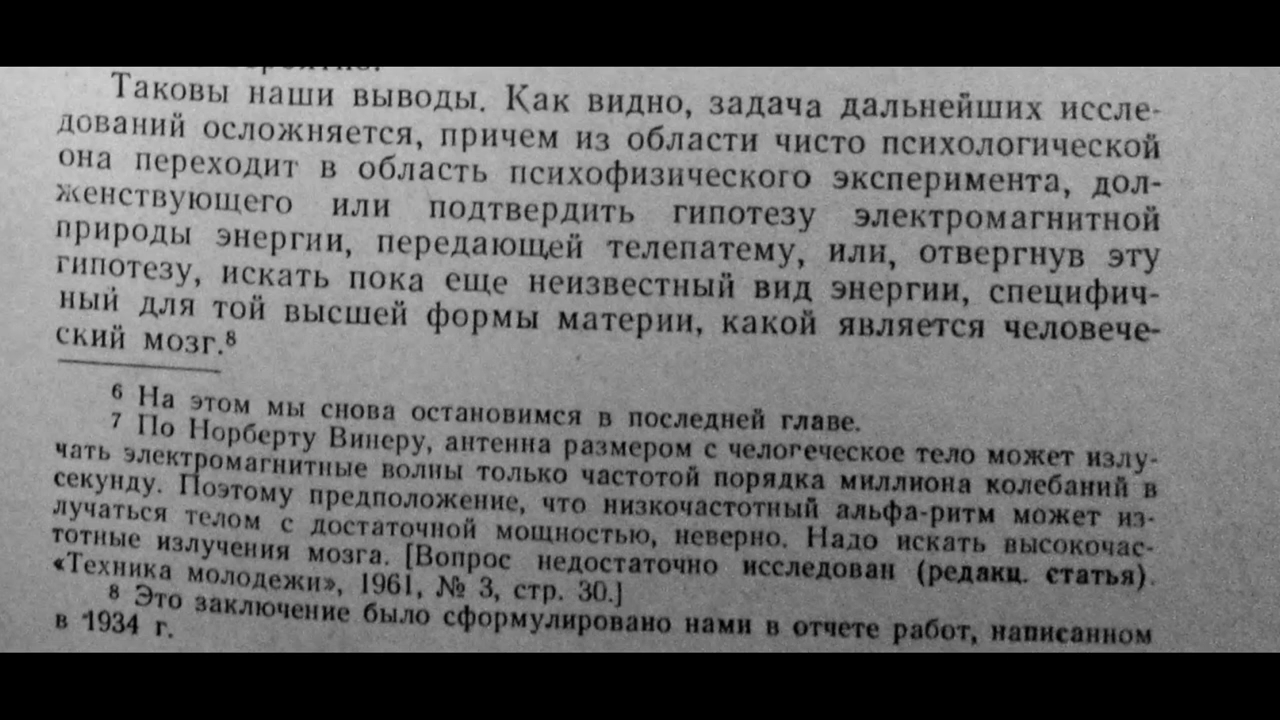 Таковы наши выводы. Как видно, задача дальнейших иссле-
дований осложняется, причем из области чисто психологической
она переходит в область психофизического эксперимента, дол-
женствующего или подтвердить гипотезу электромагнитной
природы энергии, передающей телепатему, или, отвергнув эту
гипотезу, искать пока еще неизвестный вид энергии, специфич-
ный для той высшей формы материи, какой является человече-
ский мозг.⁸
⁶ На этом мы снова остановимся в последней главе.
⁷ По Норберту Винеру, антенна размером с челогеческое тело может излу-
чать электромагнитные волны только частотой порядка миллиона колебаний в
секунду. Поэтому предположение, что низкочастотный альфа-ритм может из-
лучаться телом с достаточной мощностью, неверно. Надо искать высокочас-
тотные излучения мозга. [Вопрос недостаточно исследован (редакц. статья).
«Техника молодежи», 1961, № 3, стр. 30.]
⁸ Это заключение было сформулировано нами в отчете работ, написанном
в 1934 г.